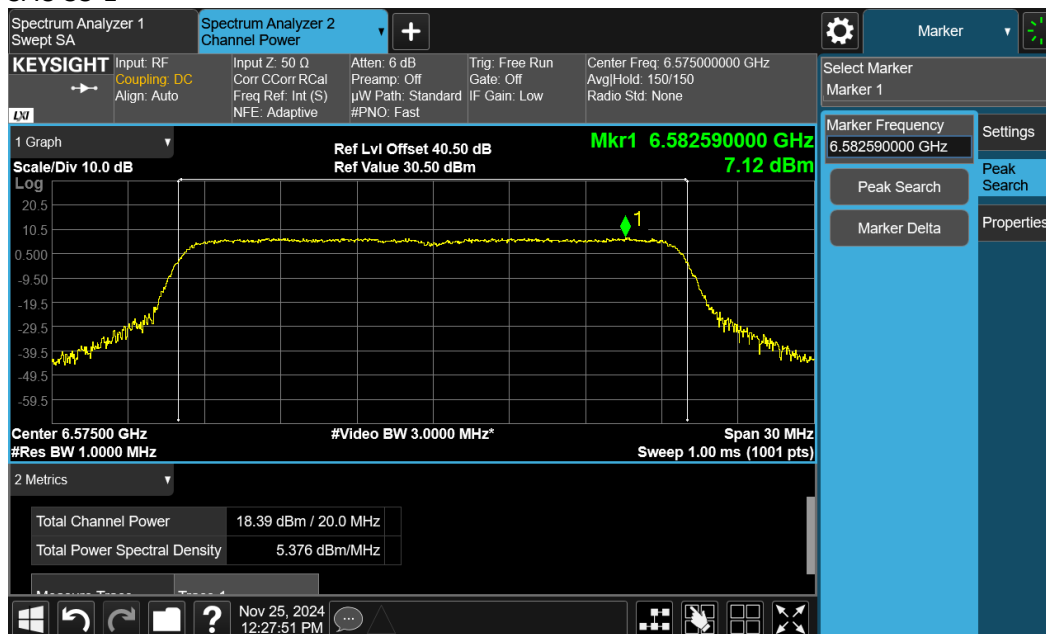 Spectrum Analyzer 1
Swept SA
Spectrum Analyzer 2
Channel Power
Marker
KEYSIGHT
LXI
Input: RF
Coupling: DC
Align: Auto
Input Z: 50 Ω
Corr CCorr RCal
Freq Ref: Int (S)
NFE: Adaptive
Atten: 6 dB
Preamp: Off
µW Path: Standard
#PNO: Fast
Trig: Free Run
Gate: Off
IF Gain: Low
Center Freq: 6.575000000 GHz
Avg|Hold: 150/150
Radio Std: None
Select Marker
Marker 1
Marker Frequency
6.582590000 GHz
Peak Search
Marker Delta
Settings
Peak
Search
Properties
1 Graph
Scale/Div 10.0 dB
Log
Ref Lvl Offset 40.50 dB
Ref Value 30.50 dBm
Mkr1 6.582590000 GHz
7.12 dBm
20.5
10.5
0.500
-9.50
-19.5
-29.5
-39.5
-49.5
-59.5
1
Center 6.57500 GHz
#Res BW 1.0000 MHz
#Video BW 3.0000 MHz*
Span 30 MHz
Sweep 1.00 ms (1001 pts)
2 Metrics
Total Channel Power 18.39 dBm / 20.0 MHz
Total Power Spectral Density 5.376 dBm/MHz
Nov 25, 2024
12:27:51 PM